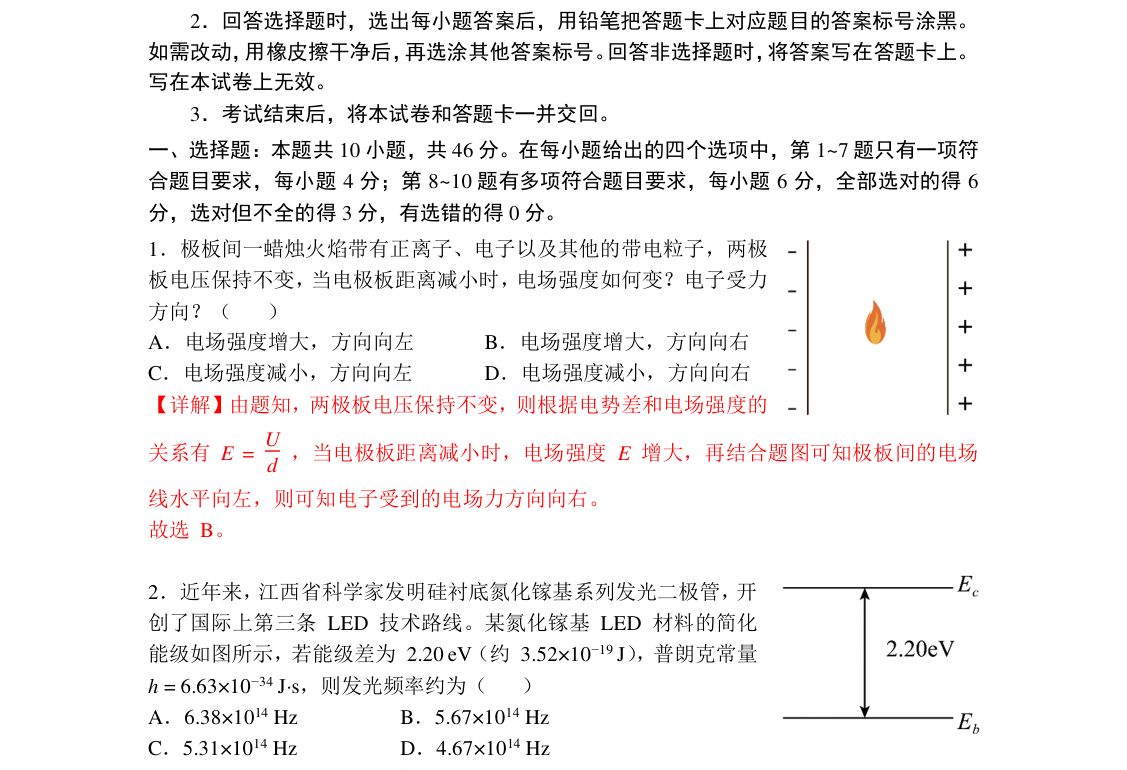 2．回答选择题时，选出每小题答案后，用铅笔把答题卡上对应题目的答案标号涂黑。
如需改动，用橡皮擦干净后，再选涂其他答案标号。回答非选择题时，将答案写在答题卡上。
写在本试卷上无效。
3．考试结束后，将本试卷和答题卡一并交回。
一、选择题：本题共 10 小题，共 46 分。在每小题给出的四个选项中，第 1~7 题只有一项符
合题目要求，每小题 4 分；第 8~10 题有多项符合题目要求，每小题 6 分，全部选对的得 6
分，选对但不全的得 3 分，有选错的得 0 分。
1．极板间一蜡烛火焰带有正离子、电子以及其他的带电粒子，两极
板电压保持不变，当电极板距离减小时，电场强度如何变？电子受力
方向？（　　）
A．电场强度增大，方向向左 B．电场强度增大，方向向右
C．电场强度减小，方向向左 D．电场强度减小，方向向右
- +
- +
- +
- +
- +
【详解】由题知，两极板电压保持不变，则根据电势差和电场强度的
关系有 E = U/d ，当电极板距离减小时，电场强度 E 增大，再结合题图可知极板间的电场
线水平向左，则可知电子受到的电场力方向向右。
故选 B。
2．近年来，江西省科学家发明硅衬底氮化镓基系列发光二极管，开
创了国际上第三条 LED 技术路线。某氮化镓基 LED 材料的简化
能级如图所示，若能级差为 2.20 eV（约 3.52×10⁻¹⁹ J），普朗克常量
h = 6.63×10⁻³⁴ J·s，则发光频率约为（　　）
A．6.38×10¹⁴ Hz B．5.67×10¹⁴ Hz
C．5.31×10¹⁴ Hz D．4.67×10¹⁴ Hz
E_c
2.20eV
E_b